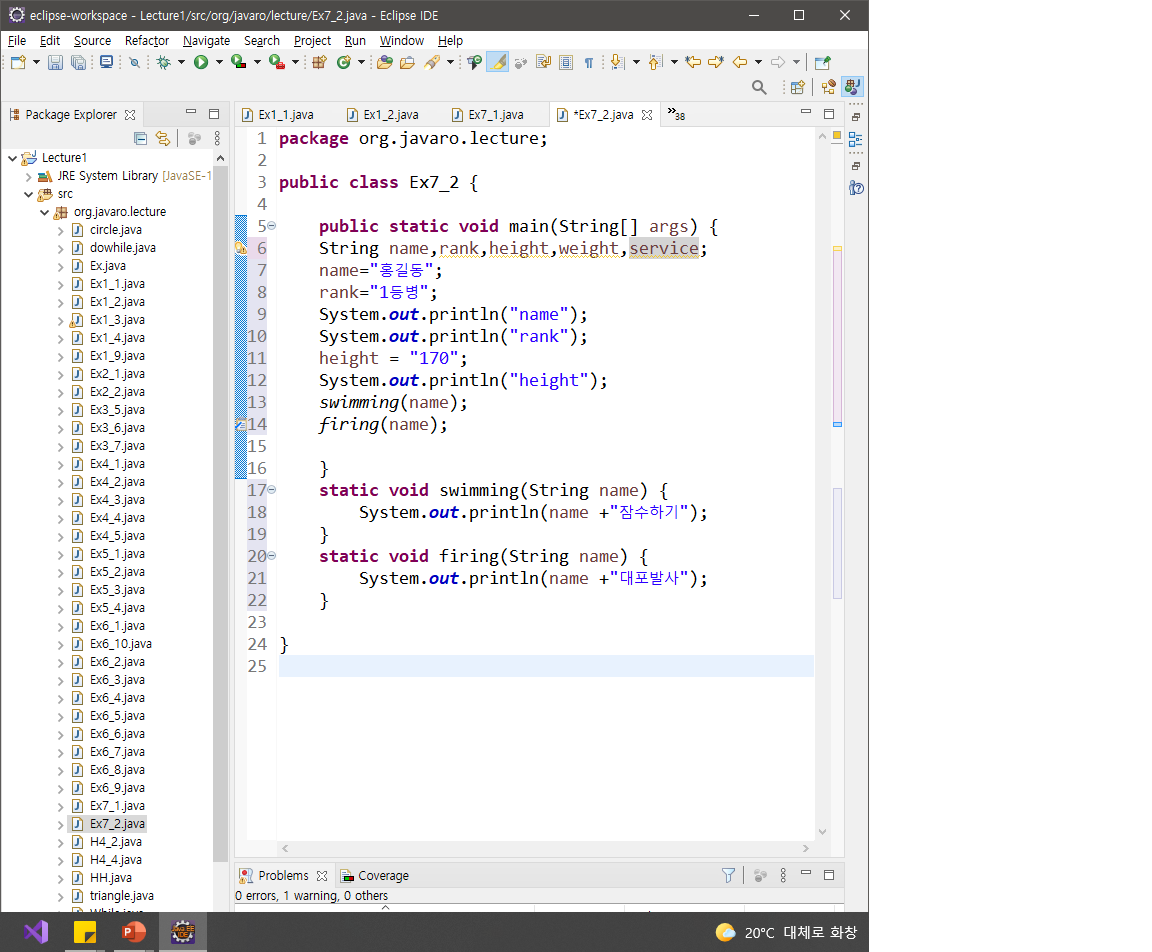 eclipse-workspace - Lecture1/src/org/javaro/lecture/Ex7_2.java - Eclipse IDE
File Edit Source Refactor Navigate Search Project Run Window Help
Package Explorer
Ex1_1.java Ex1_2.java Ex7_1.java *Ex7_2.java »38
Lecture1
JRE System Library [JavaSE-1
src
org.javaro.lecture
circle.java
dowhile.java
Ex.java
Ex1_1.java
Ex1_2.java
Ex1_3.java
Ex1_4.java
Ex1_9.java
Ex2_1.java
Ex2_2.java
Ex3_5.java
Ex3_6.java
Ex3_7.java
Ex4_1.java
Ex4_2.java
Ex4_3.java
Ex4_4.java
Ex4_5.java
Ex5_1.java
Ex5_2.java
Ex5_3.java
Ex5_4.java
Ex6_1.java
Ex6_10.java
Ex6_2.java
Ex6_3.java
Ex6_4.java
Ex6_5.java
Ex6_6.java
Ex6_7.java
Ex6_8.java
Ex6_9.java
Ex7_1.java
Ex7_2.java
H4_2.java
H4_4.java
HH.java
triangle.java
While.java
1 package org.javaro.lecture;
2
3 public class Ex7_2 {
4
5 public static void main(String[] args) {
6 String name,rank,height,weight,service;
7 name="홍길동";
8 rank="1등병";
9 System.out.println("name");
10 System.out.println("rank");
11 height = "170";
12 System.out.println("height");
13 swimming(name);
14 firing(name);
15
16 }
17 static void swimming(String name) {
18 System.out.println(name +"잠수하기");
19 }
20 static void firing(String name) {
21 System.out.println(name +"대포발사");
22 }
23
24 }
25
Problems Coverage
0 errors, 1 warning, 0 others
20°C 대체로 화창